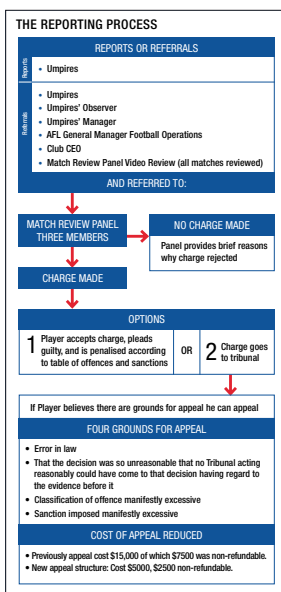 THE REPORTING PROCESS
REPORTS OR REFERRALS
Reports
• Umpires
Referrals
• Umpires
• Umpires' Observer
• Umpires' Manager
• AFL General Manager Football Operations
• Club CEO
• Match Review Panel Video Review (all matches reviewed)
AND REFERRED TO:
MATCH REVIEW PANEL
THREE MEMBERS
NO CHARGE MADE
Panel provides brief reasons
why charge rejected
CHARGE MADE
OPTIONS
1 Player accepts charge, pleads
guilty, and is penalised according
to table of offences and sanctions
OR
2 Charge goes
to tribunal
If Player believes there are grounds for appeal he can appeal
FOUR GROUNDS FOR APPEAL
• Error in law
• That the decision was so unreasonable that no Tribunal acting
reasonably could have come to that decision having regard to
the evidence before it
• Classification of offence manifestly excessive
• Sanction imposed manifestly excessive
COST OF APPEAL REDUCED
• Previously appeal cost $15,000 of which $7500 was non-refundable.
• New appeal structure: Cost $5000, $2500 non-refundable.